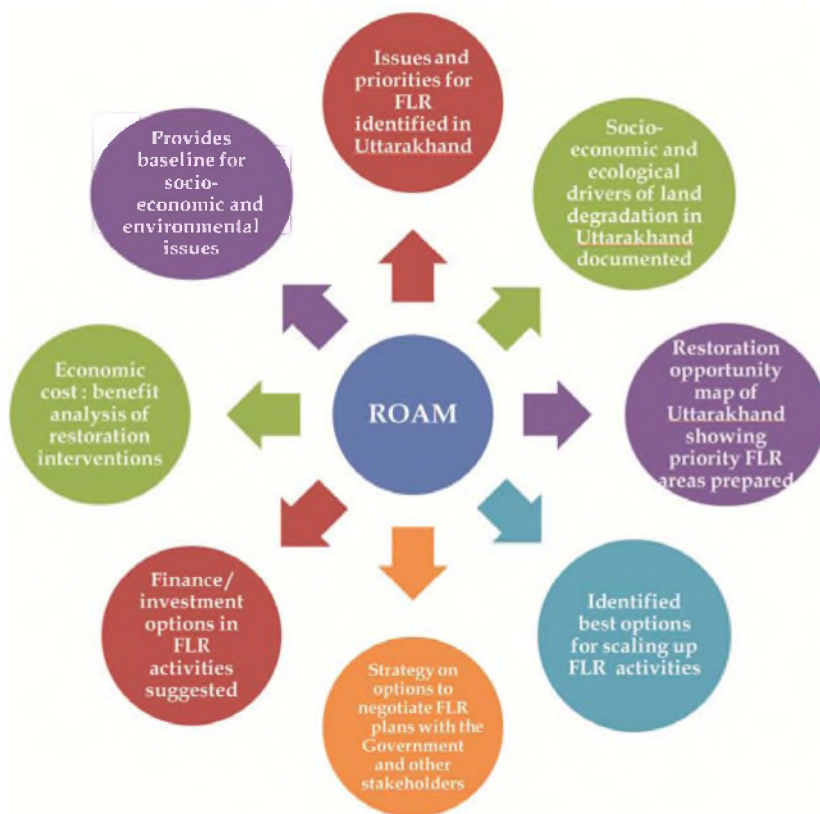 Issues and
priorities for
FLR
identified in
Uttarakhand
Socio-
economic and
ecological
drivers of land
degradation in
Uttarakhand
documented
Restoration
opportunity
map of
Uttarakhand
showing
priority FLR
areas prepared
Identified
best options
for scaling up
FLR activities
Strategy on
options to
negotiate FLR
plans with the
Government
and other
stakeholders
Finance/
investment
options in
FLR
activities
suggested
Economic
cost : benefit
analysis of
restoration
interventions
Provides
baseline for
socio-
economic and
environmental
issues
ROAM